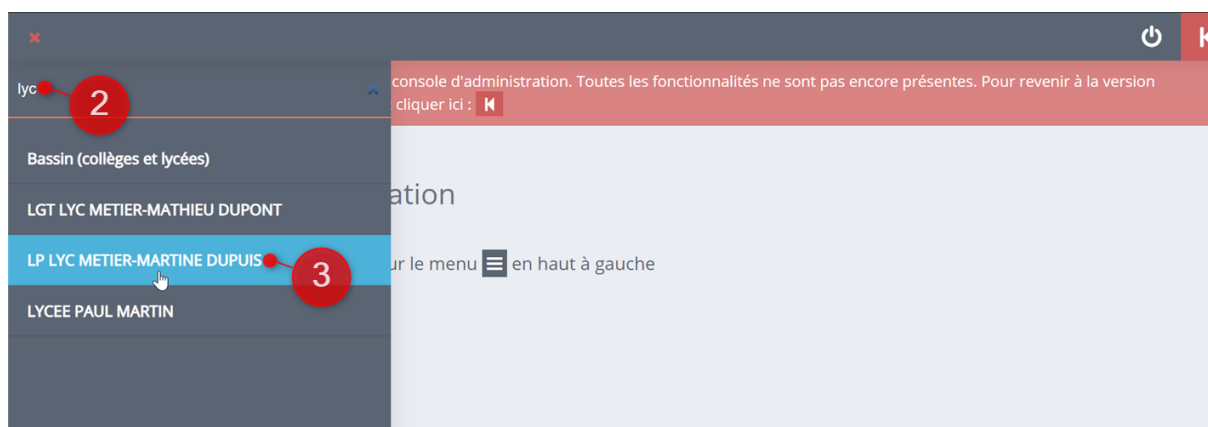 lyc
2
console d'administration. Toutes les fonctionnalités ne sont pas encore présentes. Pour revenir à la version
cliquer ici :
Bassin (collèges et lycées)
ation
LGT LYC METIER-MATHIEU DUPONT
LP LYC METIER-MARTINE DUPUIS
3
ur le menu en haut à gauche
LYCEE PAUL MARTIN